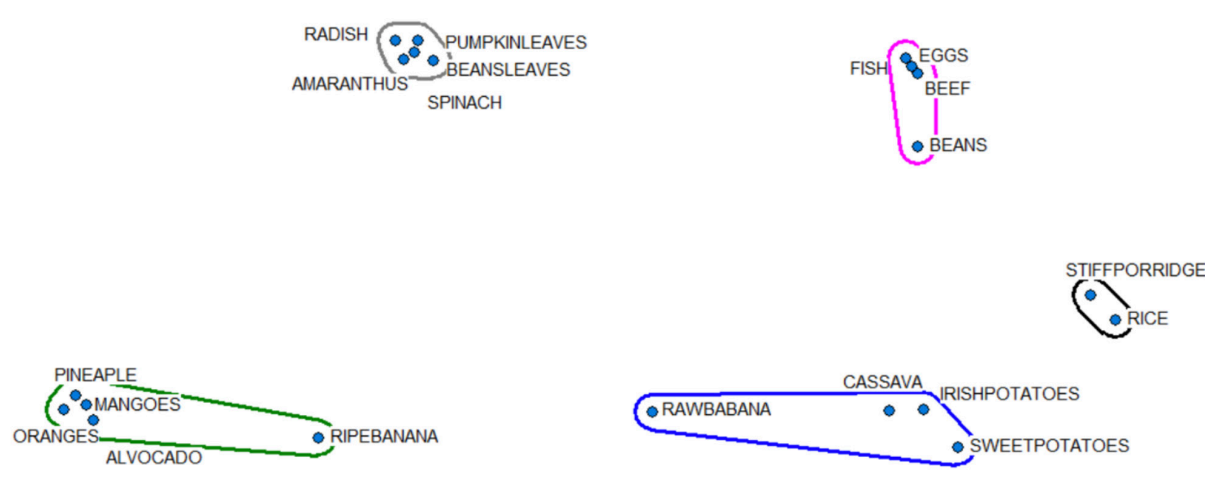 RADISH
PUMPKINLEAVES
BEANSLEAVES
AMARANTHUS
SPINACH
EGGS
FISH
BEEF
BEANS
STIFFPORRIDGE
RICE
PINEAPLE
MANGOES
ORANGES
ALVOCADO
RIPEBANANA
CASSAVA
IRISHPOTATOES
RAWBABANA
SWEETPOTATOES